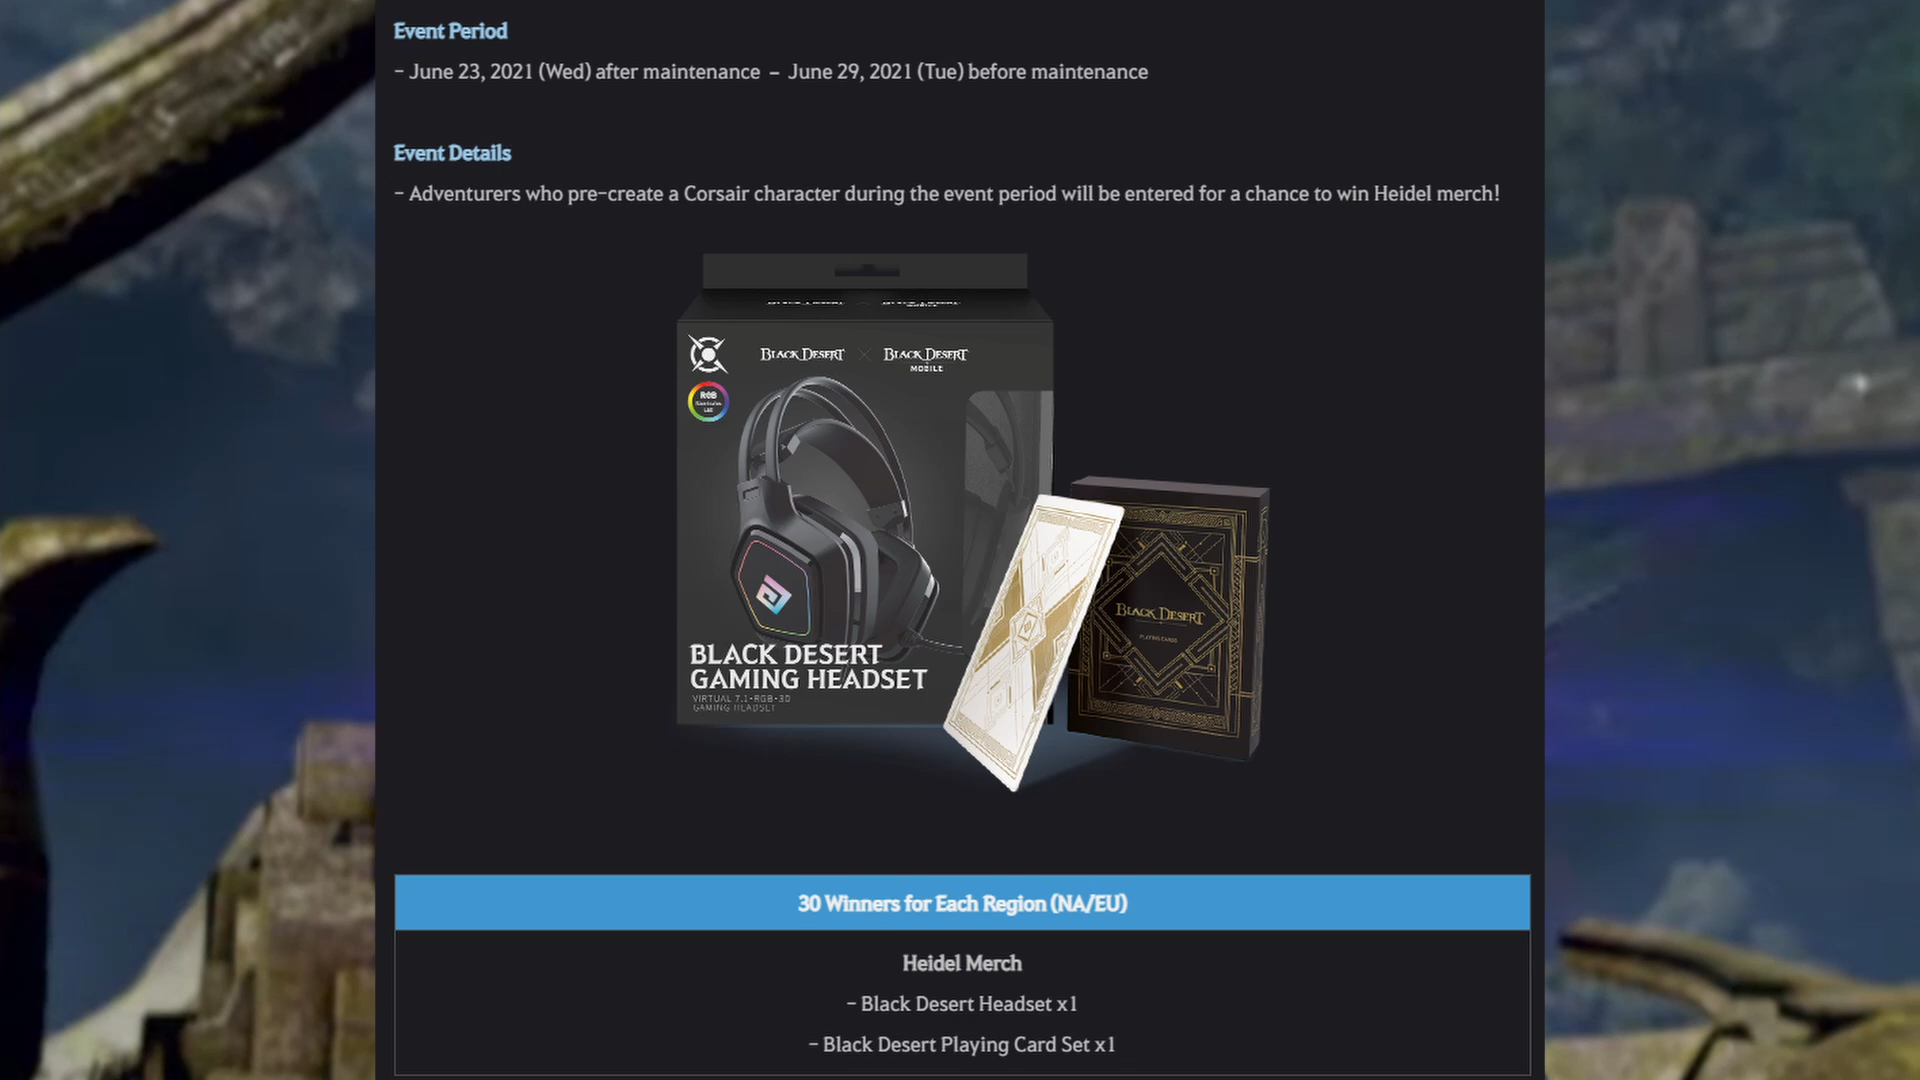 Event Period
- June 23, 2021 (Wed) after maintenance – June 29, 2021 (Tue) before maintenance
Event Details
- Adventurers who pre-create a Corsair character during the event period will be entered for a chance to win Heidel merch!
BLACK DESERT
BLACK DESERT
MOBILE
RGB
BLACK DESERT
GAMING HEADSET
VIRTUAL 7.1·RGB·3D
GAMING HEADSET
BLACK DESERT
PLAYING CARDS
30 Winners for Each Region (NA/EU)
Heidel Merch
- Black Desert Headset x1
- Black Desert Playing Card Set x1